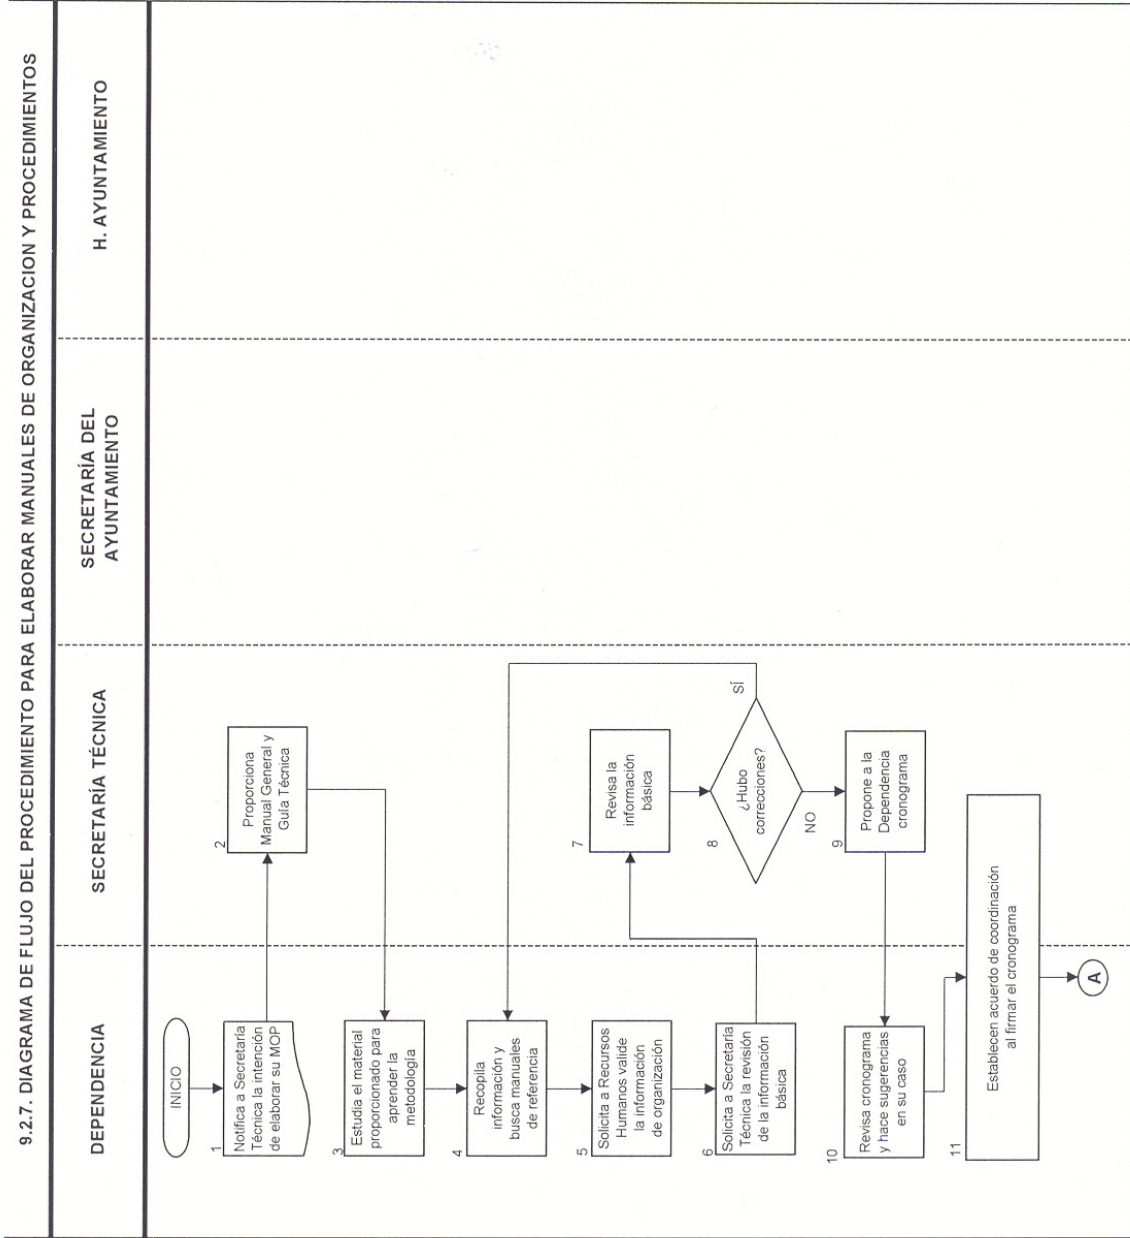 9.2.7. DIAGRAMA DE FLUJO DEL PROCEDIMIENTO PARA ELABORAR MANUALES DE ORGANIZACION Y PROCEDIMIENTOS
DEPENDENCIA
SECRETARÍA TÉCNICA
SECRETARÍA DEL
AYUNTAMIENTO
H. AYUNTAMIENTO
INICIO
1
Notifica a Secretaría
Técnica la intención
de elaborar su MOP
2
Proporciona
Manual General y
Guía Técnica
3
Estudia el material
proporcionado para
aprender la
metodología
4
Recopila
información y
busca manuales
de referencia
5
Solicita a Recursos
Humanos valide
la información
de organización
6
Solicita a Secretaría
Técnica la revisión
de la información
básica
7
Revisa la
información
básica
8
¿Hubo
correcciones?
SÍ
NO
9
Propone a la
Dependencia
cronograma
10
Revisa cronograma
y hace sugerencias
en su caso
11
Establecen acuerdo de coordinación
al firmar el cronograma
A